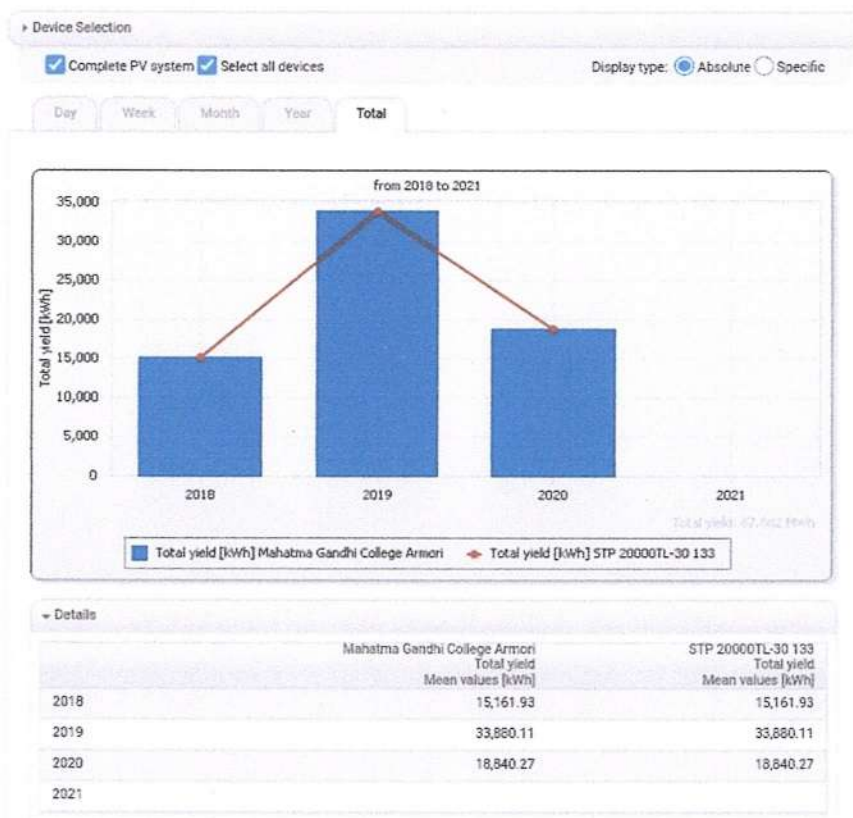 Device Selection
Complete PV system Select all devices Display type: Absolute Specific
Day Week Month Year Total
from 2018 to 2021
Total yield [kWh]
35,000
30,000
25,000
20,000
15,000
10,000
5,000
0
2018 2019 2020 2021
Total yield: 67.882 MWh
Total yield [kWh] Mahatma Gandhi College Armori Total yield [kWh] STP 20000TL-30 133
Details
Mahatma Gandhi College Armori STP 20000TL-30 133
Total yield Total yield
Mean values [kWh] Mean values [kWh]
2018 15,161.93 15,161.93
2019 33,880.11 33,880.11
2020 18,840.27 18,840.27
2021